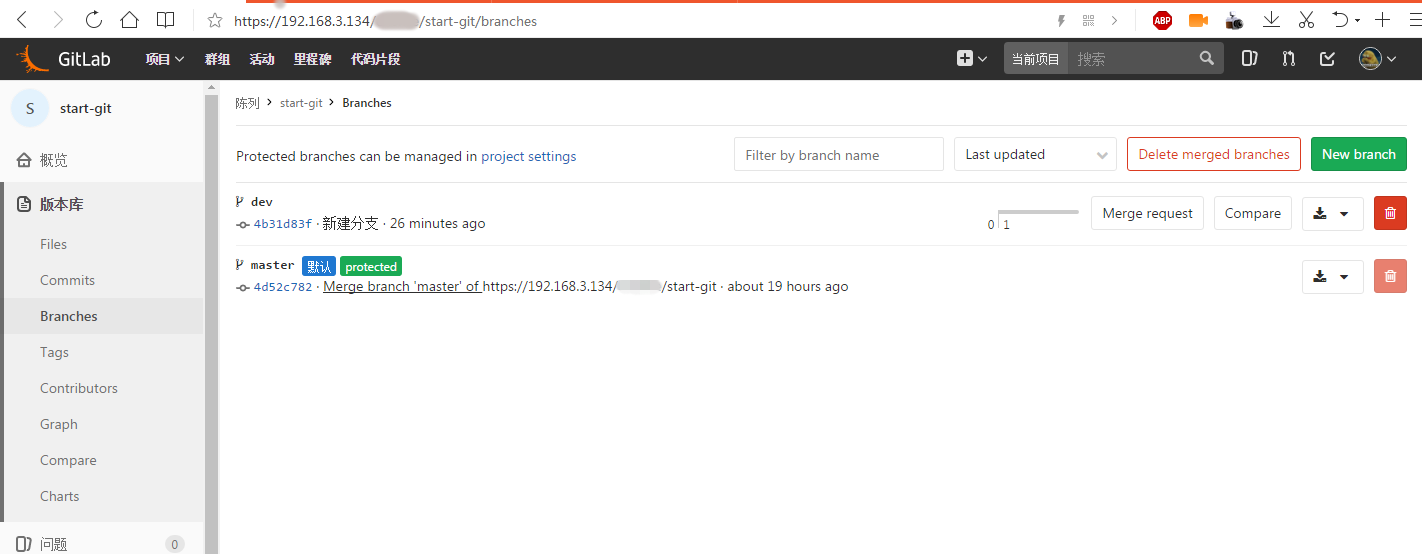 https://192.168.3.134/ /start-git/branches
ABP
GitLab 项目 群组 活动 里程碑 代码片段 当前项目 搜索
S start-git
概览
版本库
Files
Commits
Branches
Tags
Contributors
Graph
Compare
Charts
问题 0
陈列 > start-git > Branches
Protected branches can be managed in project settings
Filter by branch name
Last updated
Delete merged branches
New branch
dev
4b31d83f · 新建分支 · 26 minutes ago
0 1
Merge request
Compare
master 默认 protected
4d52c782 · Merge branch 'master' of https://192.168.3.134/ /start-git · about 19 hours ago